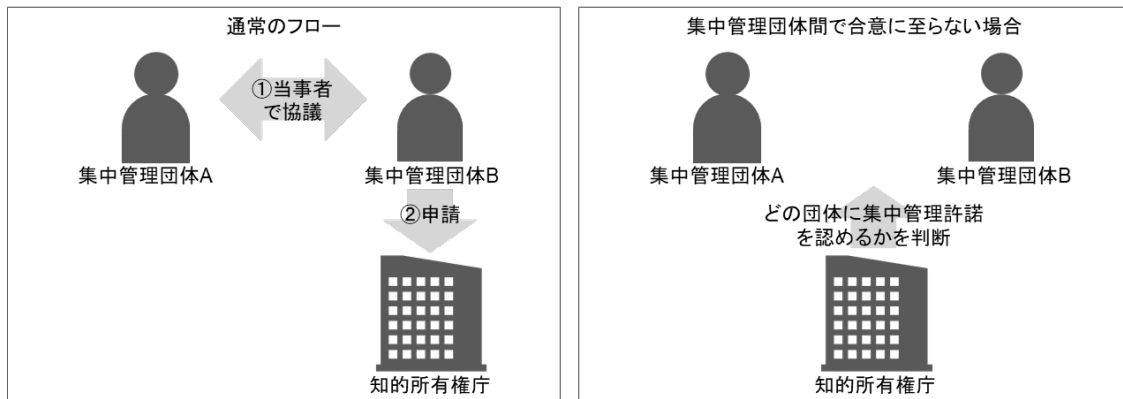 通常のフロー
①当事者
で協議
集中管理団体A
集中管理団体B
②申請
知的所有権庁
集中管理団体間で合意に至らない場合
集中管理団体A
集中管理団体B
どの団体に集中管理許諾
を認めるかを判断
知的所有権庁